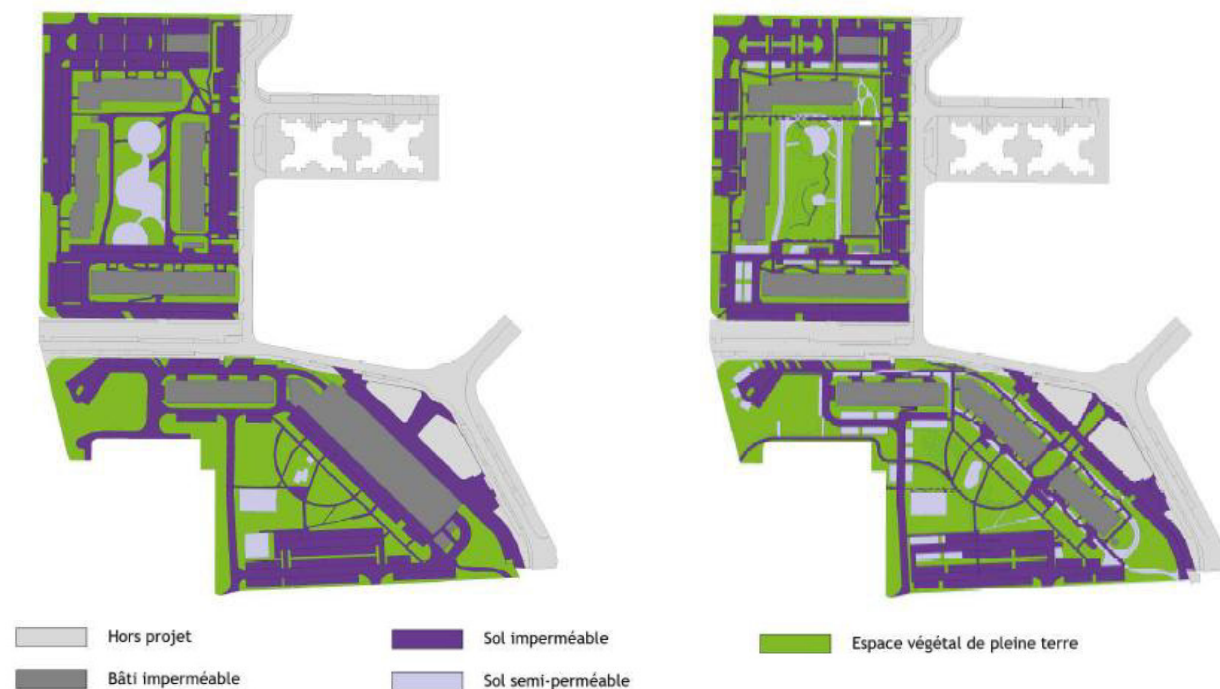 Hors projet
Sol imperméable
Espace végétal de pleine terre
Bâti imperméable
Sol semi-perméable